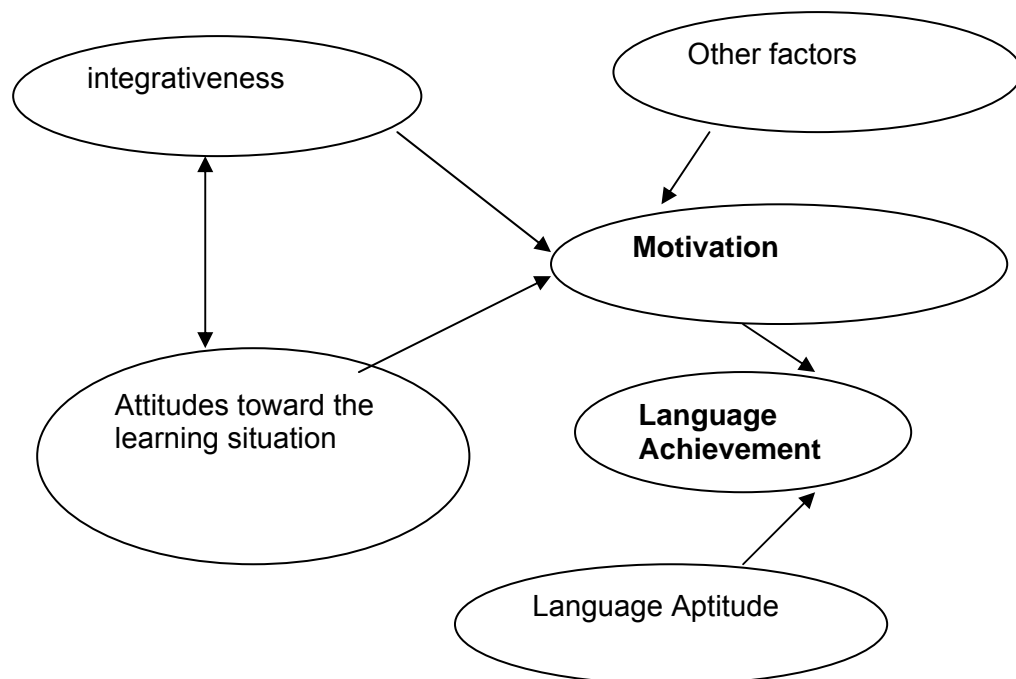 integrativeness
Other factors
Motivation
Attitudes toward the
learning situation
Language
Achievement
Language Aptitude